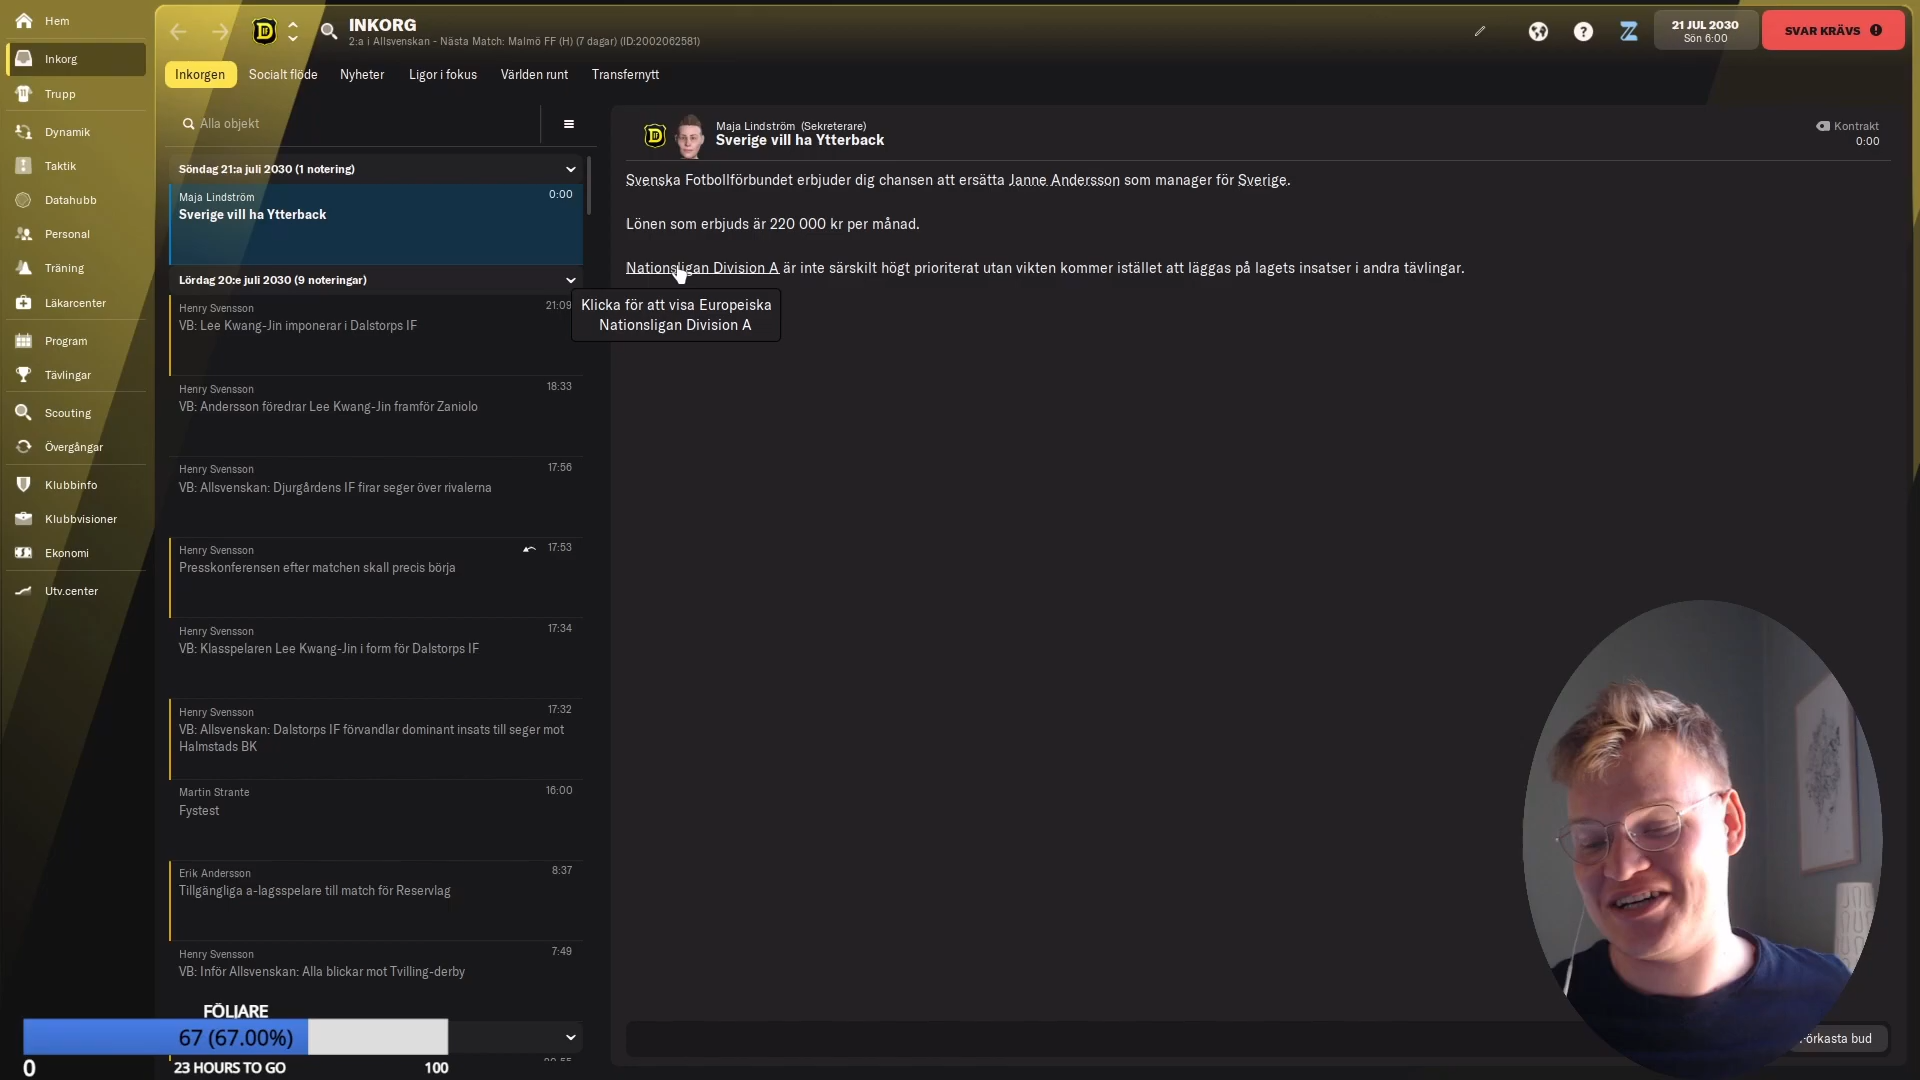 Hem
Inkorg
Trupp
Dynamik
Taktik
Datahubb
Personal
Träning
Läkarcenter
Program
Tävlingar
Scouting
Övergångar
Klubbinfo
Klubbvisioner
Ekonomi
Utv.center
INKORG
2:a i Allsvenskan - Nästa Match: Malmö FF (H) (7 dagar) (ID:2002062581)
21 JUL 2030
Sön 6:00
SVAR KRÄVS
Inkorgen
Socialt flöde
Nyheter
Ligor i fokus
Världen runt
Transfernytt
Alla objekt
Söndag 21:a juli 2030 (1 notering)
Maja Lindström
0:00
Sverige vill ha Ytterback
Lördag 20:e juli 2030 (9 noteringar)
Henry Svensson
21:09
VB: Lee Kwang-Jin imponerar i Dalstorps IF
Henry Svensson
18:33
VB: Andersson föredrar Lee Kwang-Jin framför Zaniolo
Henry Svensson
17:56
VB: Allsvenskan: Djurgårdens IF firar seger över rivalerna
Henry Svensson
17:53
Presskonferensen efter matchen skall precis börja
Henry Svensson
17:34
VB: Klasspelaren Lee Kwang-Jin i form för Dalstorps IF
Henry Svensson
17:32
VB: Allsvenskan: Dalstorps IF förvandlar dominant insats till seger mot
Halmstads BK
Martin Strante
16:00
Fystest
Erik Andersson
8:37
Tillgängliga a-lagsspelare till match för Reservlag
Henry Svensson
7:49
VB: Inför Allsvenskan: Alla blickar mot Tvilling-derby
Maja Lindström (Sekreterare)
Sverige vill ha Ytterback
Kontrakt
0:00
Svenska Fotbollförbundet erbjuder dig chansen att ersätta Janne Andersson som manager för Sverige.
Lönen som erbjuds är 220 000 kr per månad.
Nationsligan Division A är inte särskilt högt prioriterat utan vikten kommer istället att läggas på lagets insatser i andra tävlingar.
Klicka för att visa Europeiska
Nationsligan Division A
örkasta bud
FÖLJARE
67 (67.00%)
0
23 HOURS TO GO
100